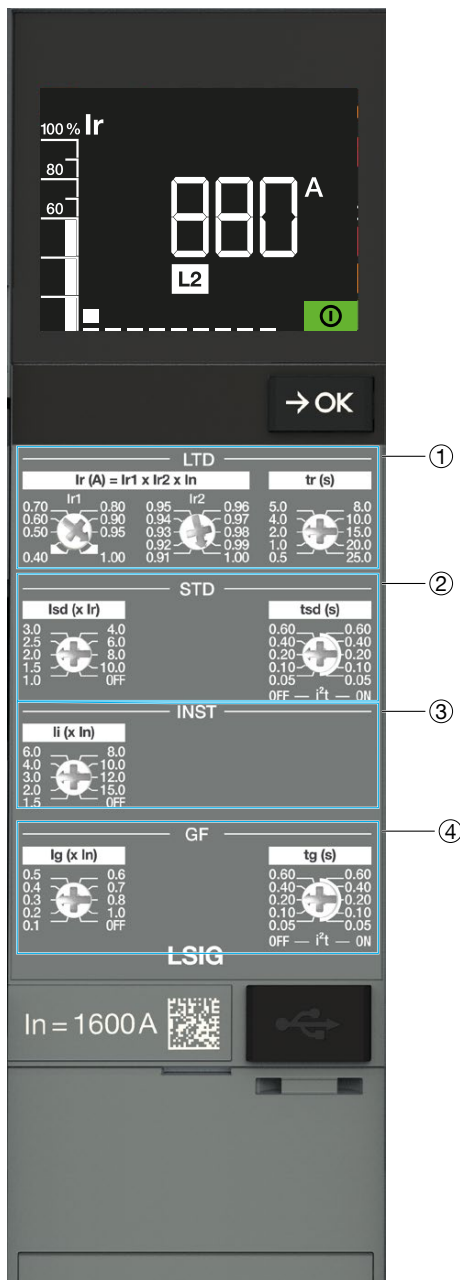 100 % Ir
80
60
880 A
L2
→ OK
LTD
①
Ir (A) = Ir1 x Ir2 x In
tr (s)
Ir1
Ir2
0.70 0.80 0.95 0.96 5.0 8.0
0.60 0.90 0.94 0.97 4.0 10.0
0.50 0.95 0.93 0.98 2.0 15.0
0.92 0.99 1.0 20.0
0.40 1.00 0.91 1.00 0.5 25.0
STD
②
Isd (x Ir)
tsd (s)
3.0 4.0 0.60 0.60
2.5 6.0 0.40 0.40
2.0 8.0 0.20 0.20
1.5 10.0 0.10 0.10
1.0 OFF 0.05 0.05
OFF — i²t — ON
INST
③
Ii (x In)
6.0 8.0
4.0 10.0
3.0 12.0
2.0 15.0
1.5 OFF
GF
④
Ig (x In)
tg (s)
0.5 0.6 0.60 0.60
0.4 0.7 0.40 0.40
0.3 0.8 0.20 0.20
0.2 1.0 0.10 0.10
0.1 OFF 0.05 0.05
OFF — i²t — ON
LSIG
In = 1600 A